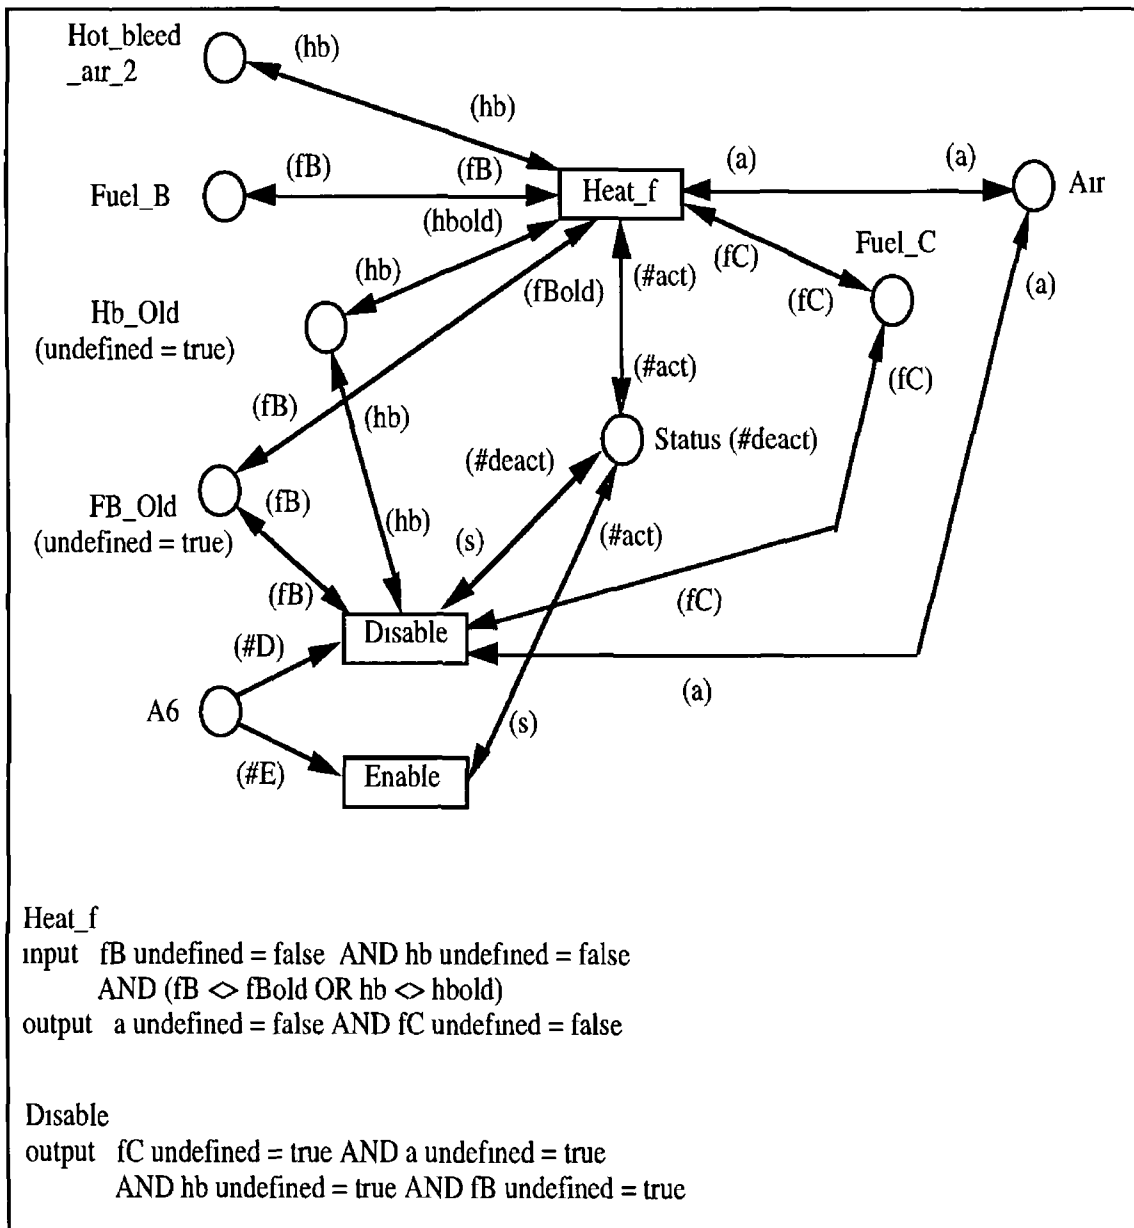 Hot_bleed
_air_2
(hb)
(hb)
Fuel_B
(fB)
(fB)
Heat_f
(a)
(a)
Air
(hbold)
(hb)
(fBold)
(#act)
(fC)
Fuel_C
(fC)
(a)
Hb_Old
(undefined = true)
(#act)
(fC)
(fB)
(hb)
Status (#deact)
(#deact)
FB_Old
(undefined = true)
(fB)
(hb)
(s)
(#act)
(fB)
(fC)
Disable
(#D)
(a)
A6
(s)
(#E)
Enable
Heat_f
input fB undefined = false AND hb undefined = false
AND (fB <> fBold OR hb <> hbold)
output a undefined = false AND fC undefined = false
Disable
output fC undefined = true AND a undefined = true
AND hb undefined = true AND fB undefined = true